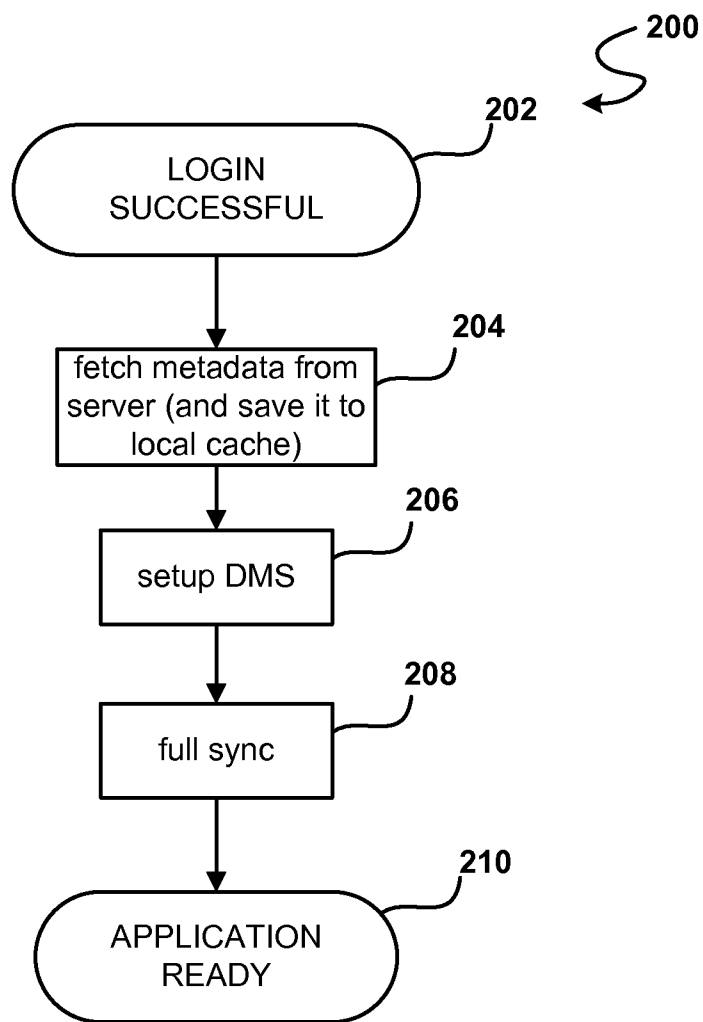 200
202
LOGIN
SUCCESSFUL
204
fetch metadata from
server (and save it to
local cache)
206
setup DMS
208
full sync
210
APPLICATION
READY